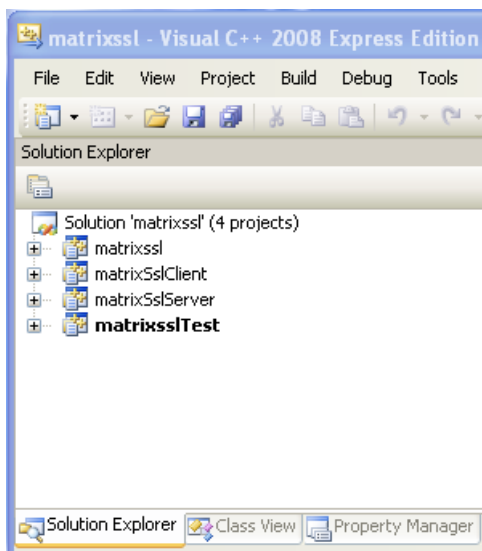 matrixssl - Visual C++ 2008 Express Edition
File Edit View Project Build Debug Tools
Solution Explorer
Solution 'matrixssl' (4 projects)
matrixssl
matrixSslClient
matrixSslServer
matrixsslTest
Solution Explorer Class View Property Manager